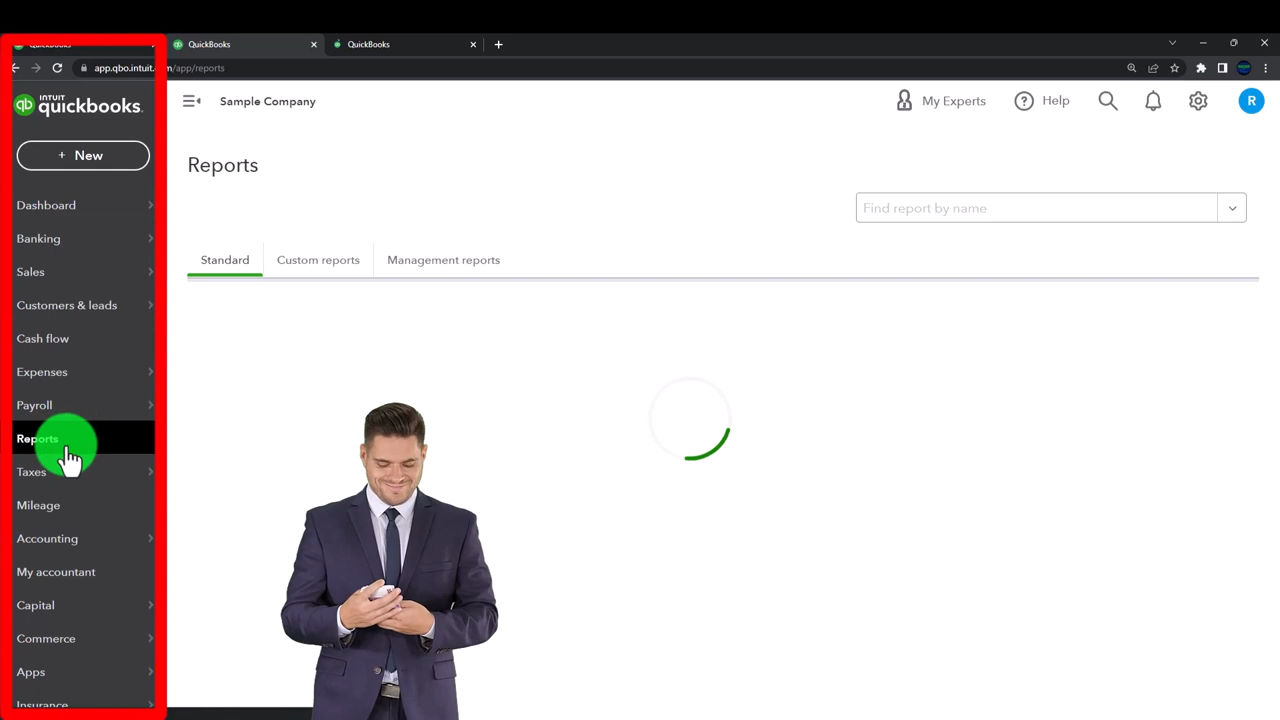 QuickBooks
QuickBooks
QuickBooks
app.qbo.intuit.com/app/reports
INTUIT
quickbooks.
Sample Company
My Experts
Help
R
+ New
Reports
Find report by name
Standard
Custom reports
Management reports
Dashboard
Banking
Sales
Customers & leads
Cash flow
Expenses
Payroll
Reports
Taxes
Mileage
Accounting
My accountant
Capital
Commerce
Apps
Insurance